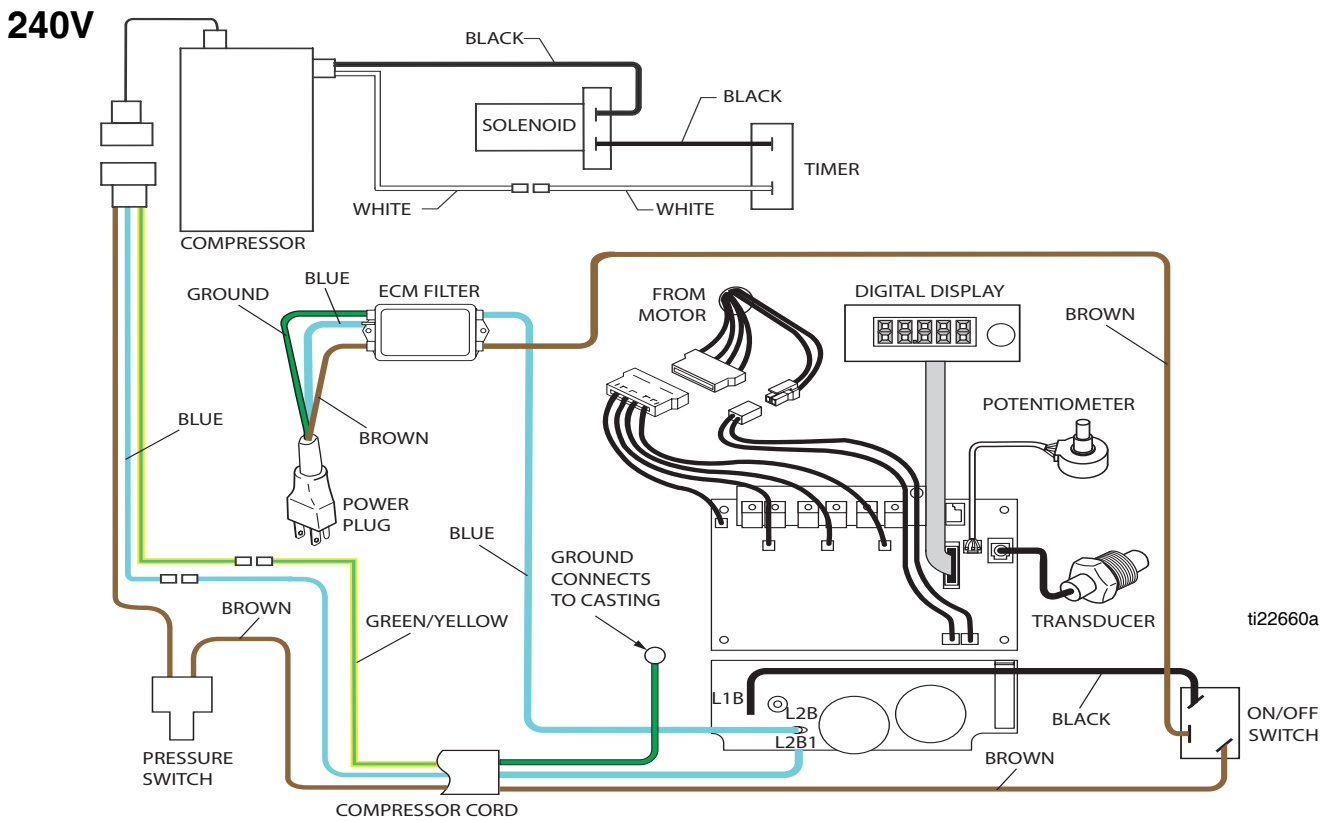 240V
BLACK
BLACK
SOLENOID
TIMER
WHITE
WHITE
COMPRESSOR
BLUE
ECM FILTER
GROUND
FROM
MOTOR
DIGITAL DISPLAY
BROWN
POTENTIOMETER
BLUE
BROWN
POWER
PLUG
BLUE
GROUND
CONNECTS
TO CASTING
BROWN
GREEN/YELLOW
TRANSDUCER
ti22660a
L1B
L2B
L2B1
BLACK
ON/OFF
SWITCH
PRESSURE
SWITCH
BROWN
COMPRESSOR CORD